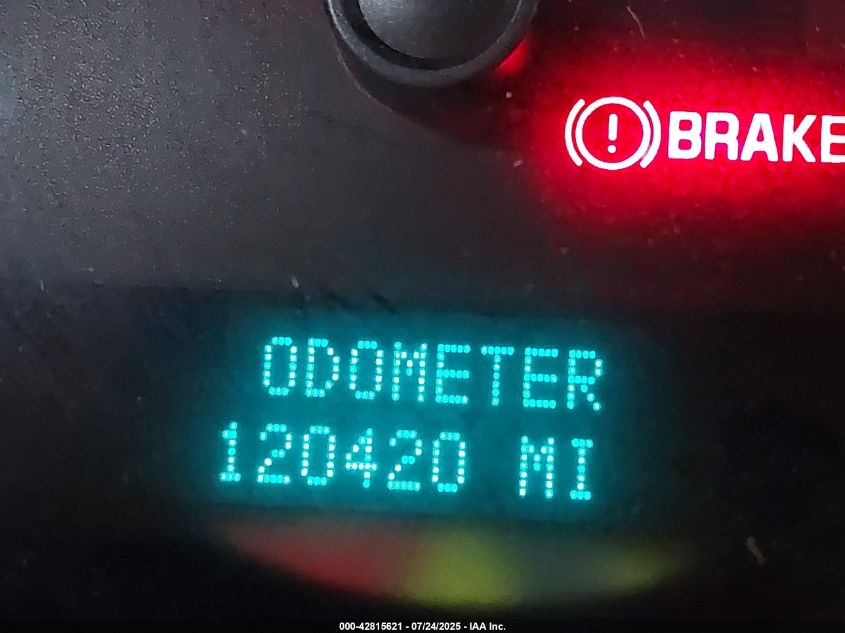 BRAKE
ODOMETER
120420 MI
000-42815621 - 07/24/2025 - IAA Inc.